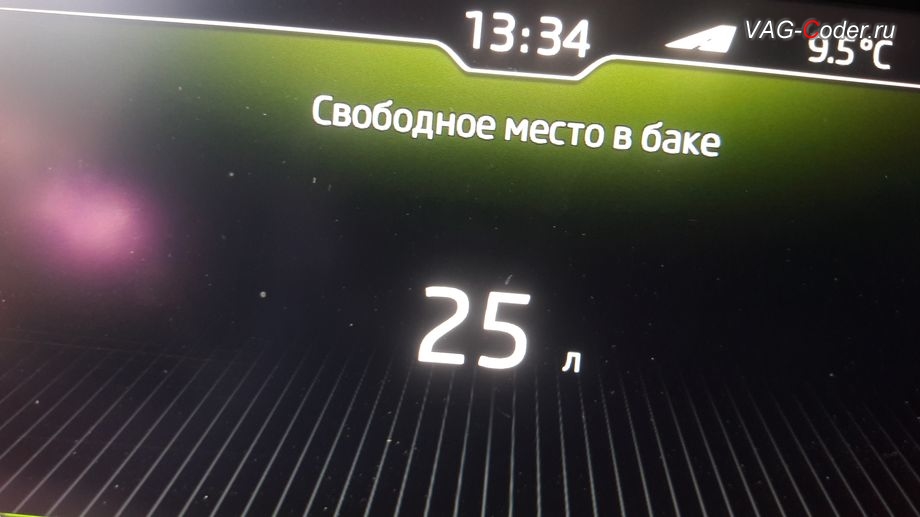 13:34
VAG-Coder.ru
9.5°C
Свободное место в баке
25 л